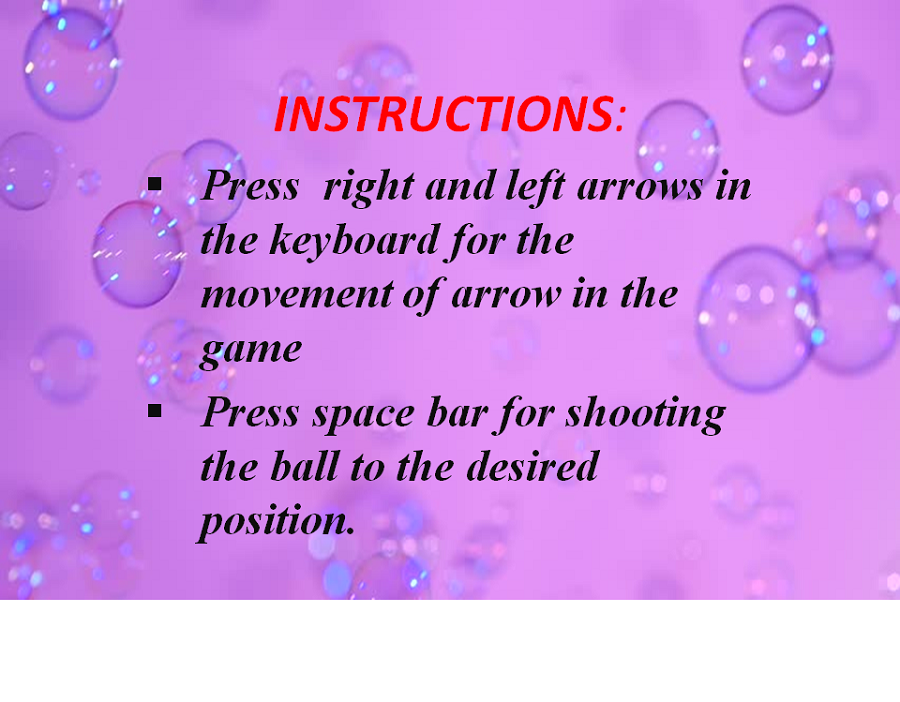 INSTRUCTIONS:
▪ Press  right and left arrows in
the keyboard for the
movement of arrow in the
game
▪ Press space bar for shooting
the ball to the desired
position.